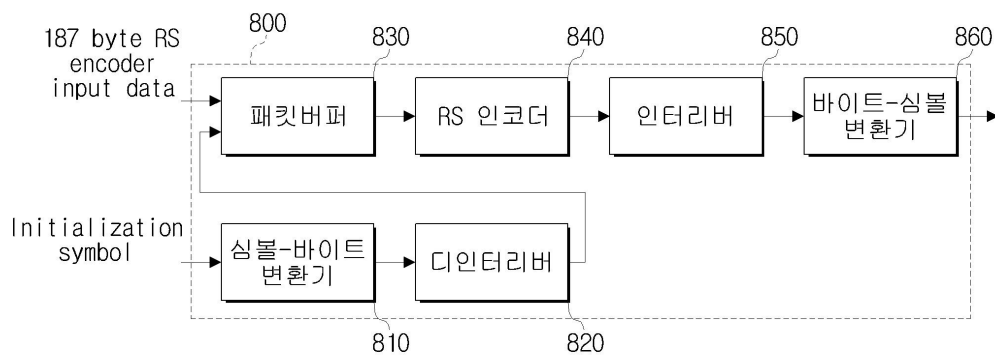 187 byte RS
encoder
input data
800
830
840
850
860
패킷버퍼
RS 인코더
인터리버
바이트-심볼
변환기
Initialization
symbol
심볼-바이트
변환기
디인터리버
810
820